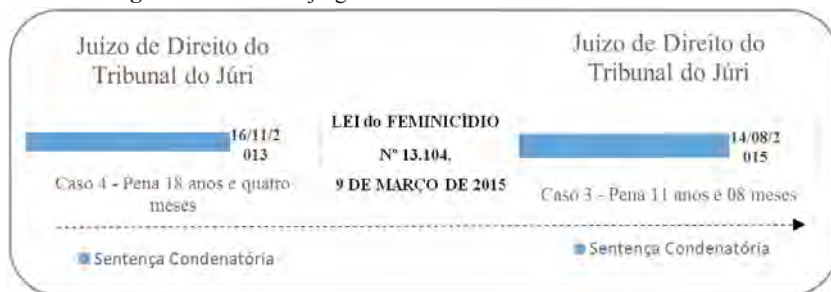 Juízo de Direito do
Tribunal do Júri
16/11/2
013
Caso 4 - Pena 18 anos e quatro
meses
Sentença Condenatória
LEI do FEMINICÍDIO
Nº 13.104,
9 DE MARÇO DE 2015
Juízo de Direito do
Tribunal do Júri
14/08/2
015
Caso 3 - Pena 11 anos e 08 meses
Sentença Condenatória